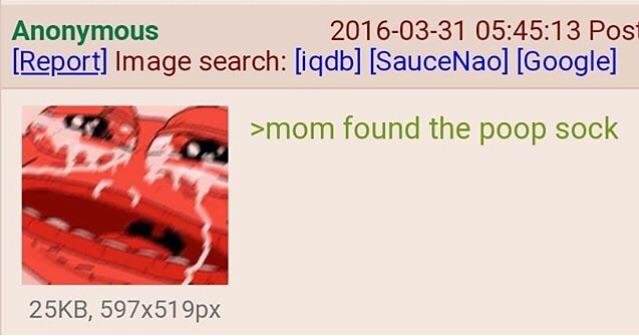 Anonymous 2016-03-31 05:45:13 Post
[Report] Image search: [iqdb] [SauceNao] [Google]
>mom found the poop sock
25KB, 597x519px